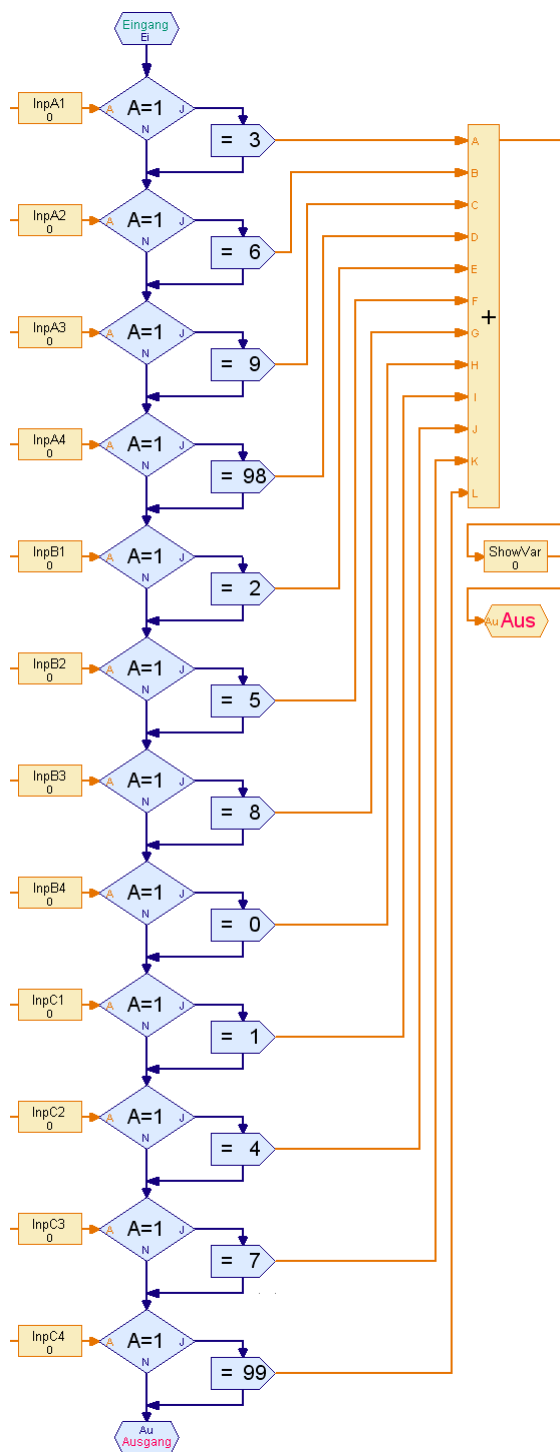 Eingang
Ei
InpA1
0
A A=1 J
N
= 3
InpA2
0
A A=1 J
N
= 6
InpA3
0
A A=1 J
N
= 9
InpA4
0
A A=1 J
N
= 98
InpB1
0
A A=1 J
N
= 2
InpB2
0
A A=1 J
N
= 5
InpB3
0
A A=1 J
N
= 8
InpB4
0
A A=1 J
N
= 0
InpC1
0
A A=1 J
N
= 1
InpC2
0
A A=1 J
N
= 4
InpC3
0
A A=1 J
N
= 7
InpC4
0
A A=1 J
N
= 99
Au
Ausgang
A
B
C
D
E
F
+
G
H
I
J
K
L
ShowVar
0
Au Aus